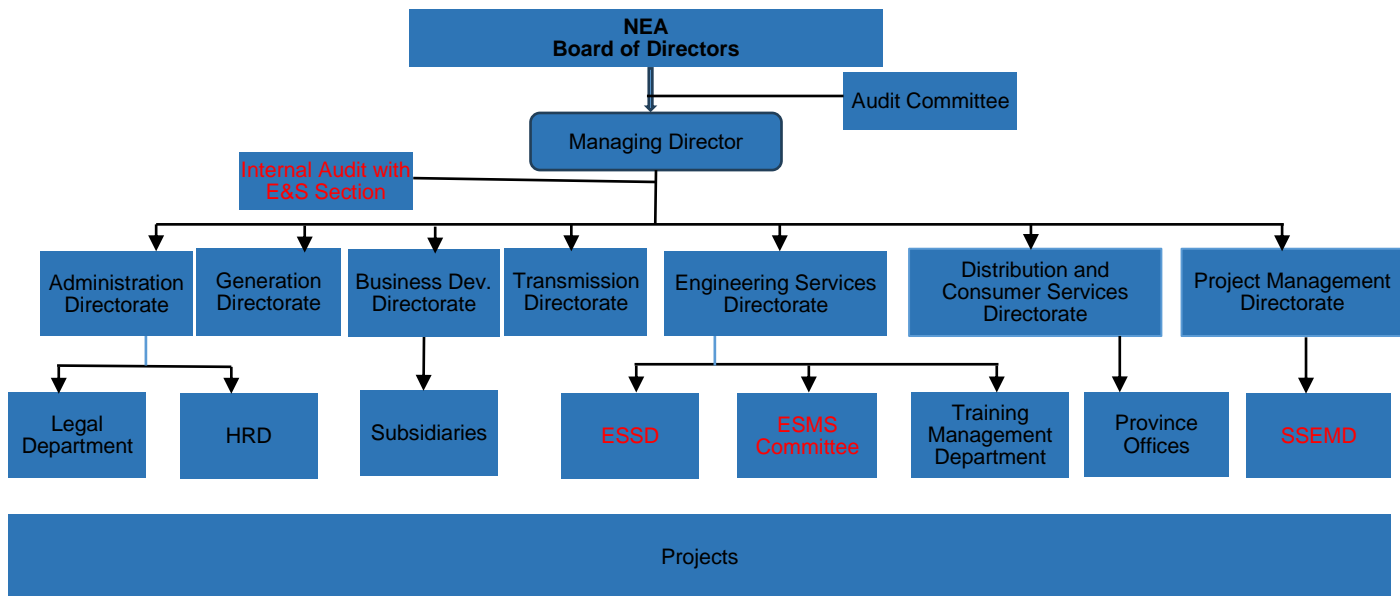 NEA
Board of Directors
Audit Committee
Managing Director
Internal Audit with
E&S Section
Administration
Directorate
Generation
Directorate
Business Dev.
Directorate
Transmission
Directorate
Engineering Services
Directorate
Distribution and
Consumer Services
Directorate
Project Management
Directorate
Legal
Department
HRD
Subsidiaries
ESSD
ESMS
Committee
Training
Management
Department
Province
Offices
SSEMD
Projects